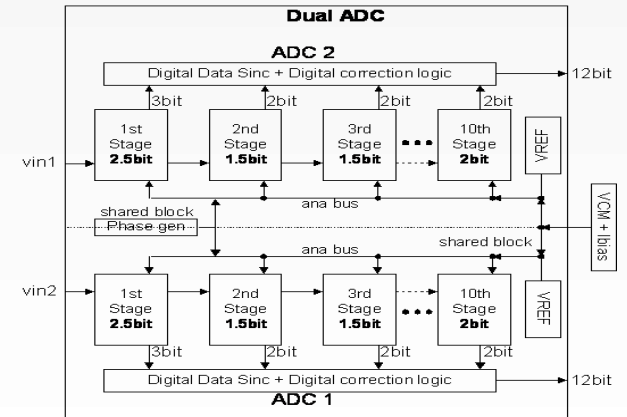 Dual ADC
ADC 2
Digital Data Sinc + Digital correction logic
12bit
3bit 2bit 2bit 2bit
1st Stage 2.5bit
2nd Stage 1.5bit
3rd Stage 1.5bit
10th Stage 2bit
VREF
vin1
ana bus
shared block
Phase gen
VCM + Ibias
ana bus
shared block
vin2
1st Stage 2.5bit
2nd Stage 1.5bit
3rd Stage 1.5bit
10th Stage 2bit
VREF
3bit 2bit 2bit 2bit
Digital Data Sinc + Digital correction logic
12bit
ADC 1